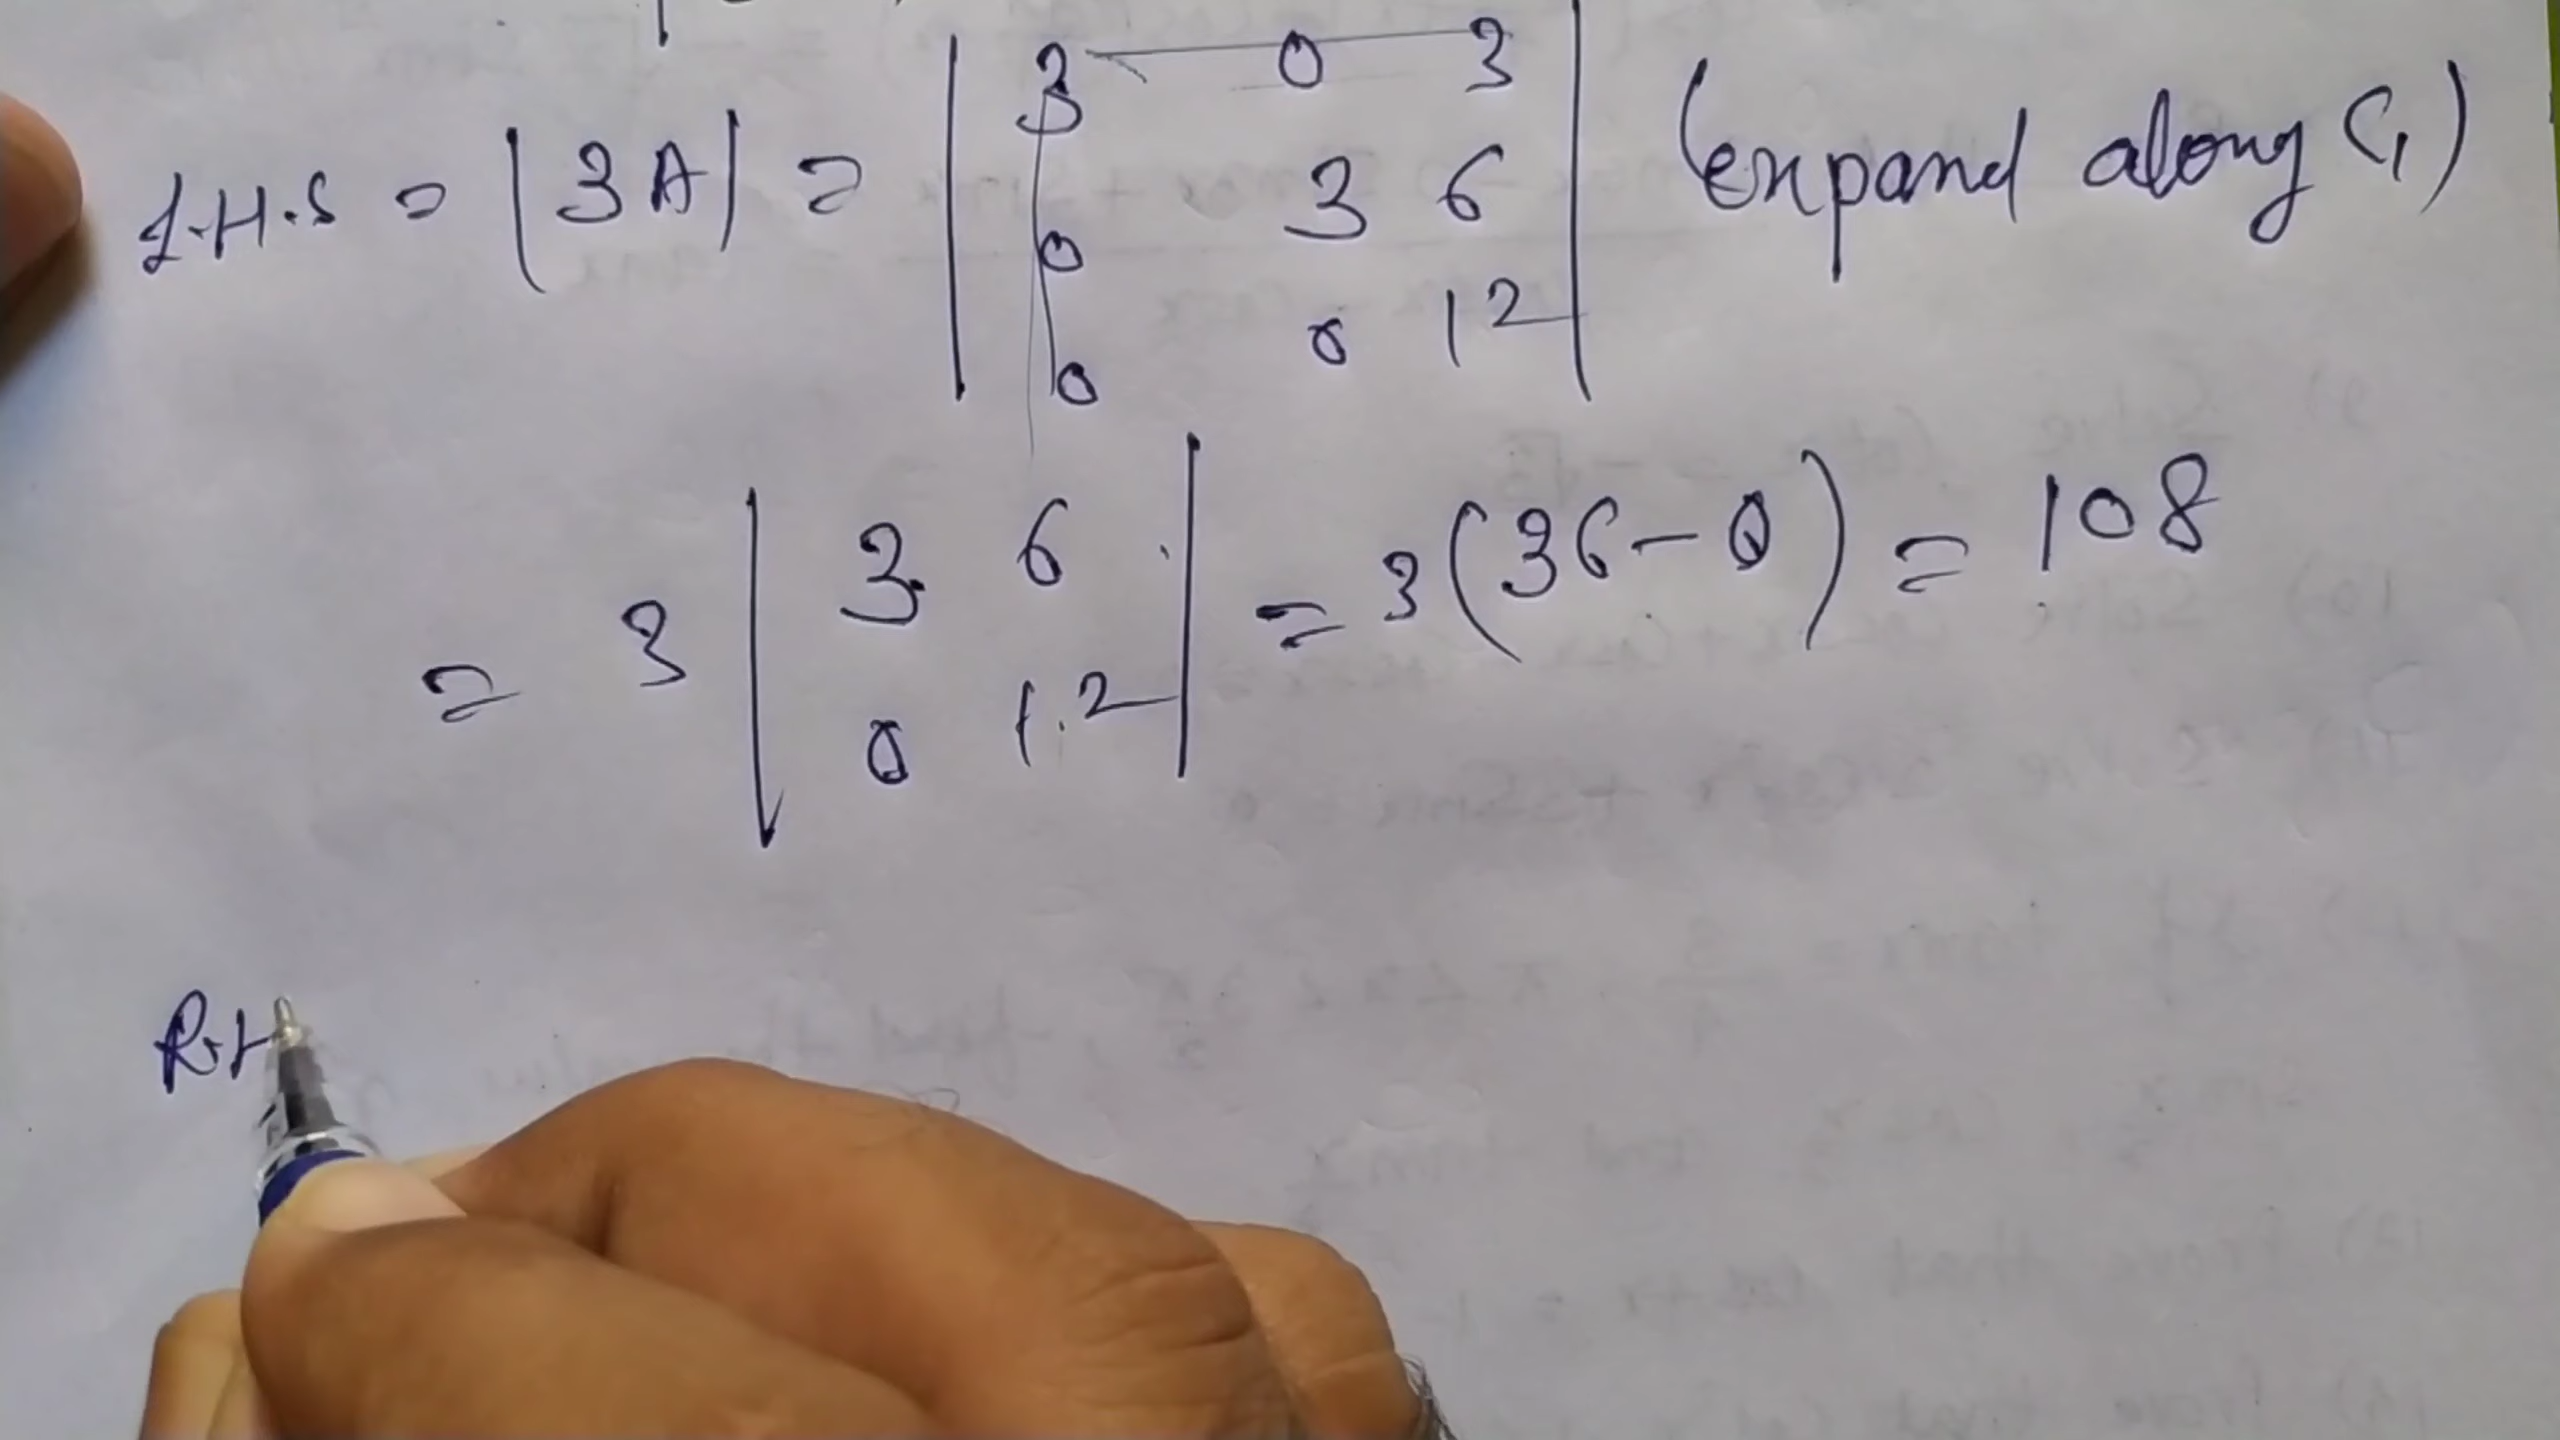 L.H.S = |3A| = | 3 0 3 | (expand along C₁)
0 3 6
0 0 12
= 3 | 3 6 | = 3(36-0) = 108
0 12
R.H